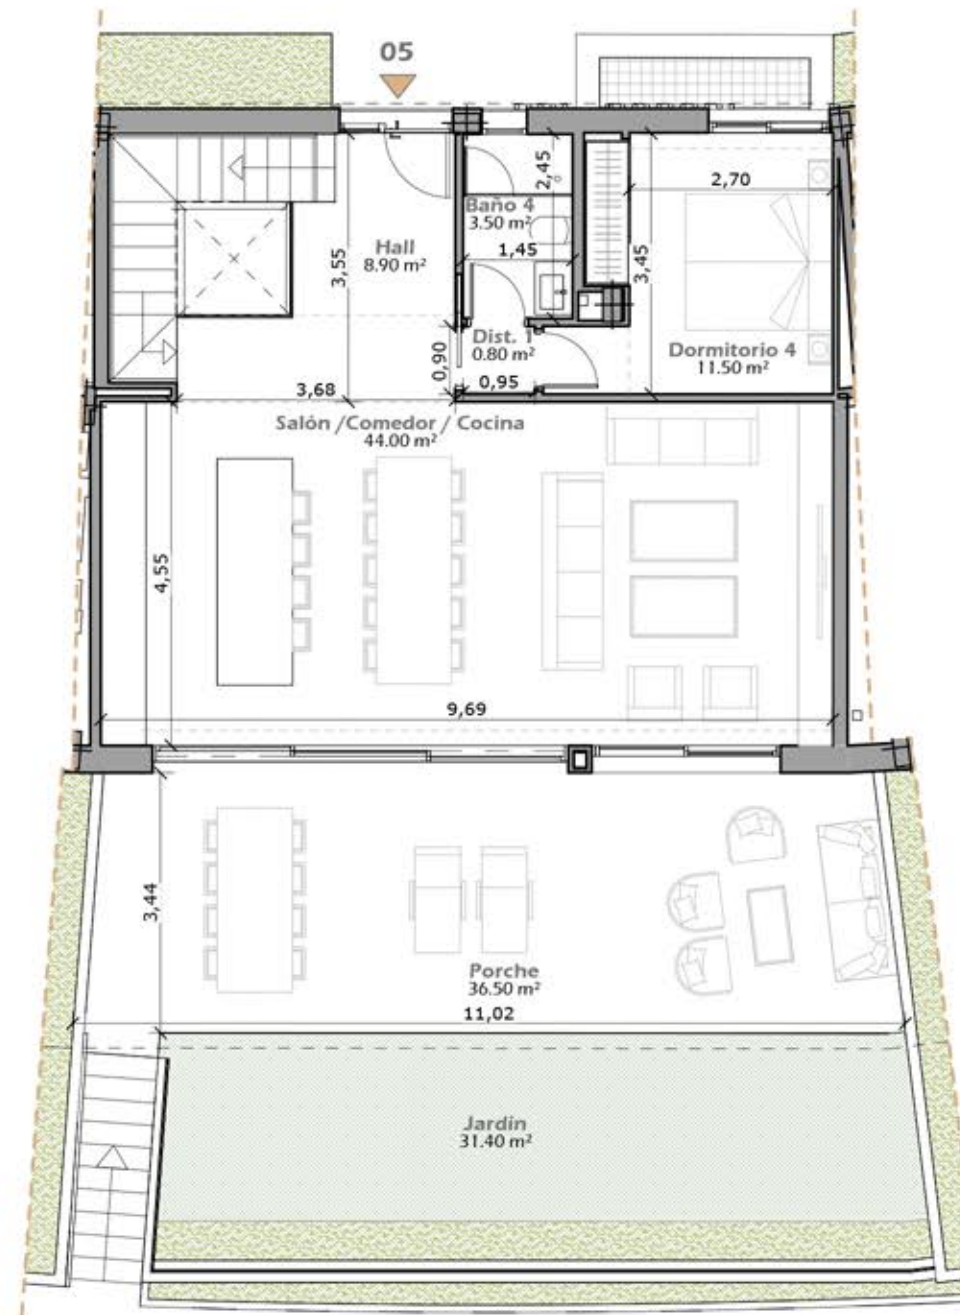 05
2,45
2,70
Baño 4
3.50 m²
1,45
Hall
8.90 m²
3,55
3,45
Dist. 1
0.80 m²
0,90
0,95
Dormitorio 4
11.50 m²
3,68
Salón /Comedor / Cocina
44.00 m²
4,55
9,69
3,44
Porche
36.50 m²
11,02
Jardín
31.40 m²